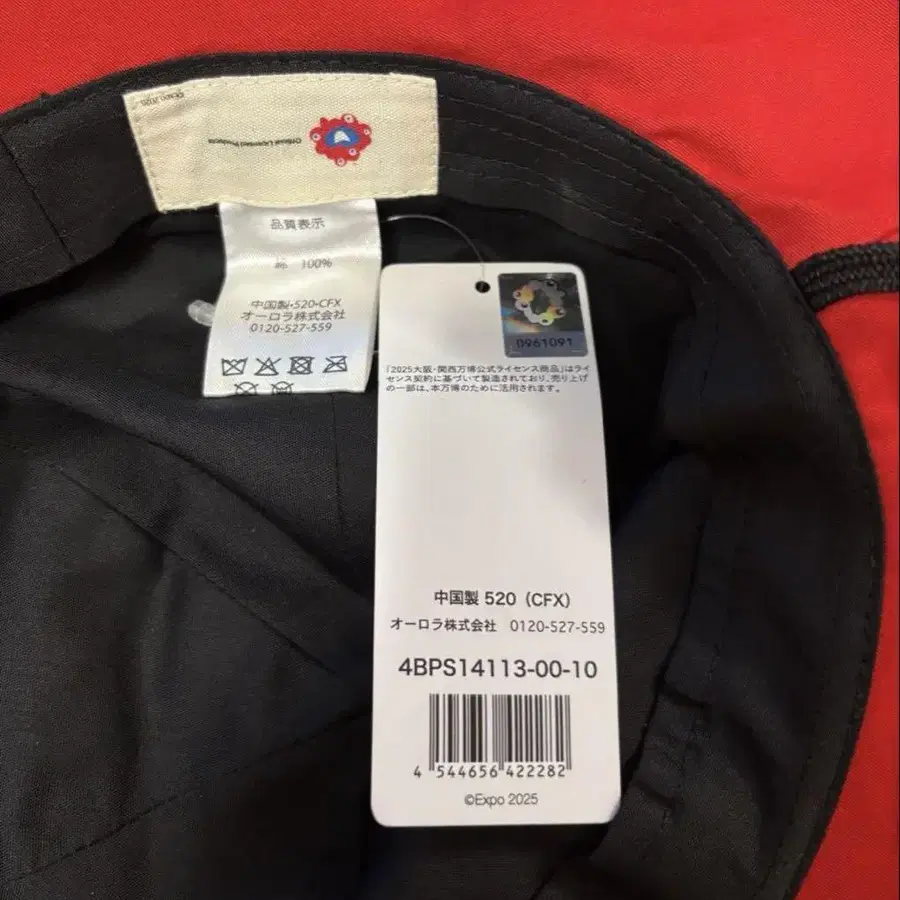 ©Expo 2025
Official Licensed Products
品質表示
綿 100%
中国製・520・CFX
オーロラ株式会社
0120-527-559
0961091
「2025大阪・関西万博公式ライセンス商品」はライ
センス契約に基づいて製造されており、売り上げ
の一部は、本万博のために活用されます。
中国製 520（CFX）
オーロラ株式会社 0120-527-559
4BPS14113-00-10
4 544656 422282
©Expo 2025